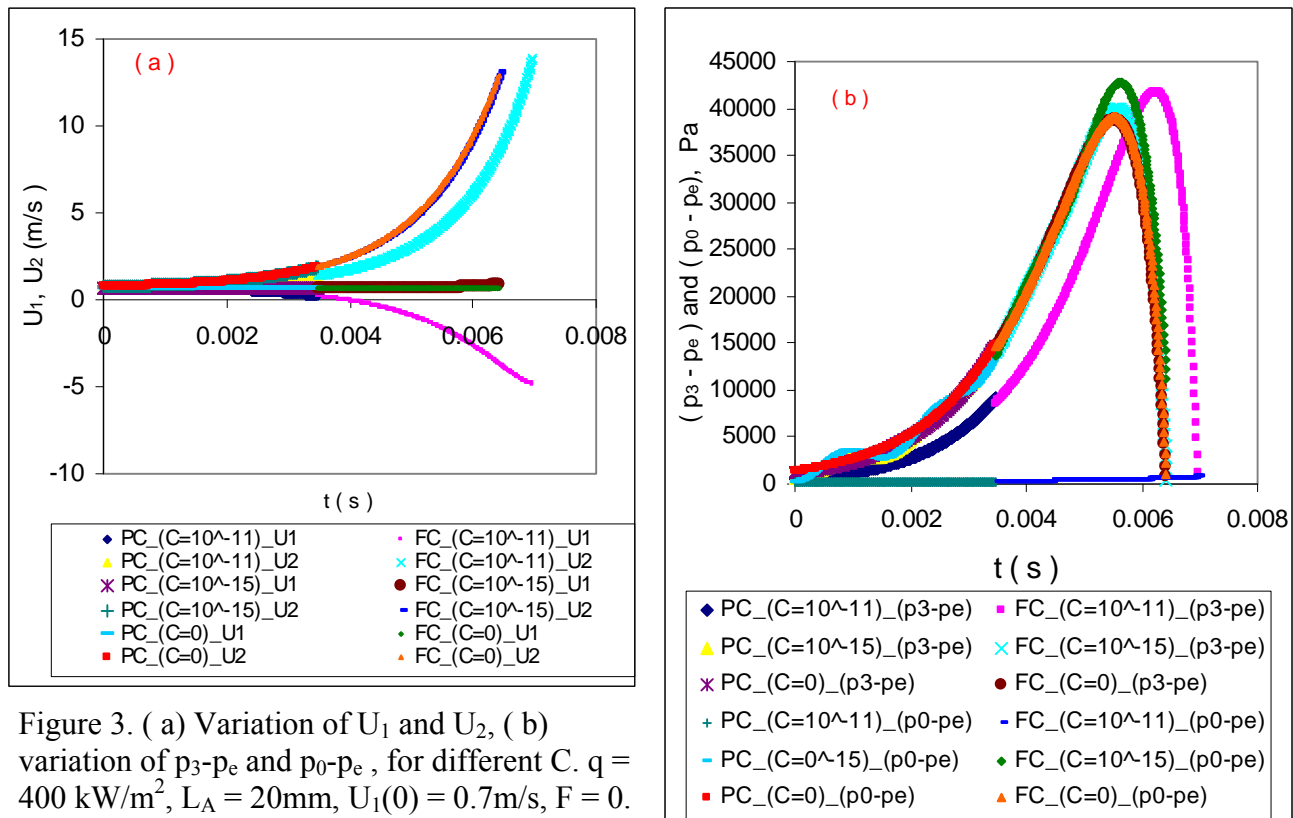 15
( a )
10
5
0
-5
-10
0
0.002
0.004
0.006
0.008
U1, U2 (m/s)
t ( s )
PC_(C=10^-11)_U1
FC_(C=10^-11)_U1
PC_(C=10^-11)_U2
FC_(C=10^-11)_U2
PC_(C=10^-15)_U1
FC_(C=10^-15)_U1
PC_(C=10^-15)_U2
FC_(C=10^-15)_U2
PC_(C=0)_U1
FC_(C=0)_U1
PC_(C=0)_U2
FC_(C=0)_U2
Figure 3. ( a) Variation of U1 and U2, ( b)
variation of p3-pe and p0-pe , for different C. q =
400 kW/m2, LA = 20mm, U1(0) = 0.7m/s, F = 0.
45000
( b )
40000
35000
30000
25000
20000
15000
10000
5000
0
0
0.002
0.004
0.006
0.008
( p3 - pe ) and ( p0 - pe ), Pa
t ( s )
PC_(C=10^-11)_(p3-pe)
FC_(C=10^-11)_(p3-pe)
PC_(C=10^-15)_(p3-pe)
FC_(C=10^-15)_(p3-pe)
PC_(C=0)_(p3-pe)
FC_(C=0)_(p3-pe)
PC_(C=10^-11)_(p0-pe)
FC_(C=10^-11)_(p0-pe)
PC_(C=0^-15)_(p0-pe)
FC_(C=10^-15)_(p0-pe)
PC_(C=0)_(p0-pe)
FC_(C=0)_(p0-pe)